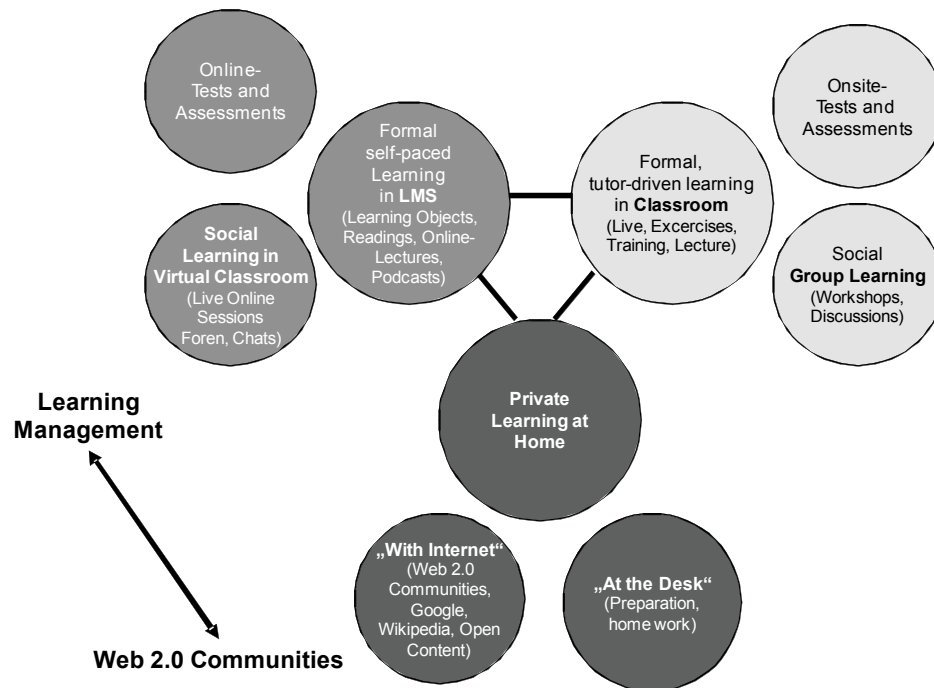 Online-
Tests and
Assessments
Formal
self-paced
Learning
in LMS
(Learning Objects,
Readings, Online-
Lectures,
Podcasts)
Formal,
tutor-driven learning
in Classroom
(Live, Excercises,
Training, Lecture)
Onsite-
Tests and
Assessments
Social
Learning in
Virtual Classroom
(Live Online
Sessions
Foren, Chats)
Social
Group Learning
(Workshops,
Discussions)
Private
Learning at
Home
Learning
Management
„With Internet“
(Web 2.0
Communities,
Google,
Wikipedia, Open
Content)
„At the Desk“
(Preparation,
home work)
Web 2.0 Communities